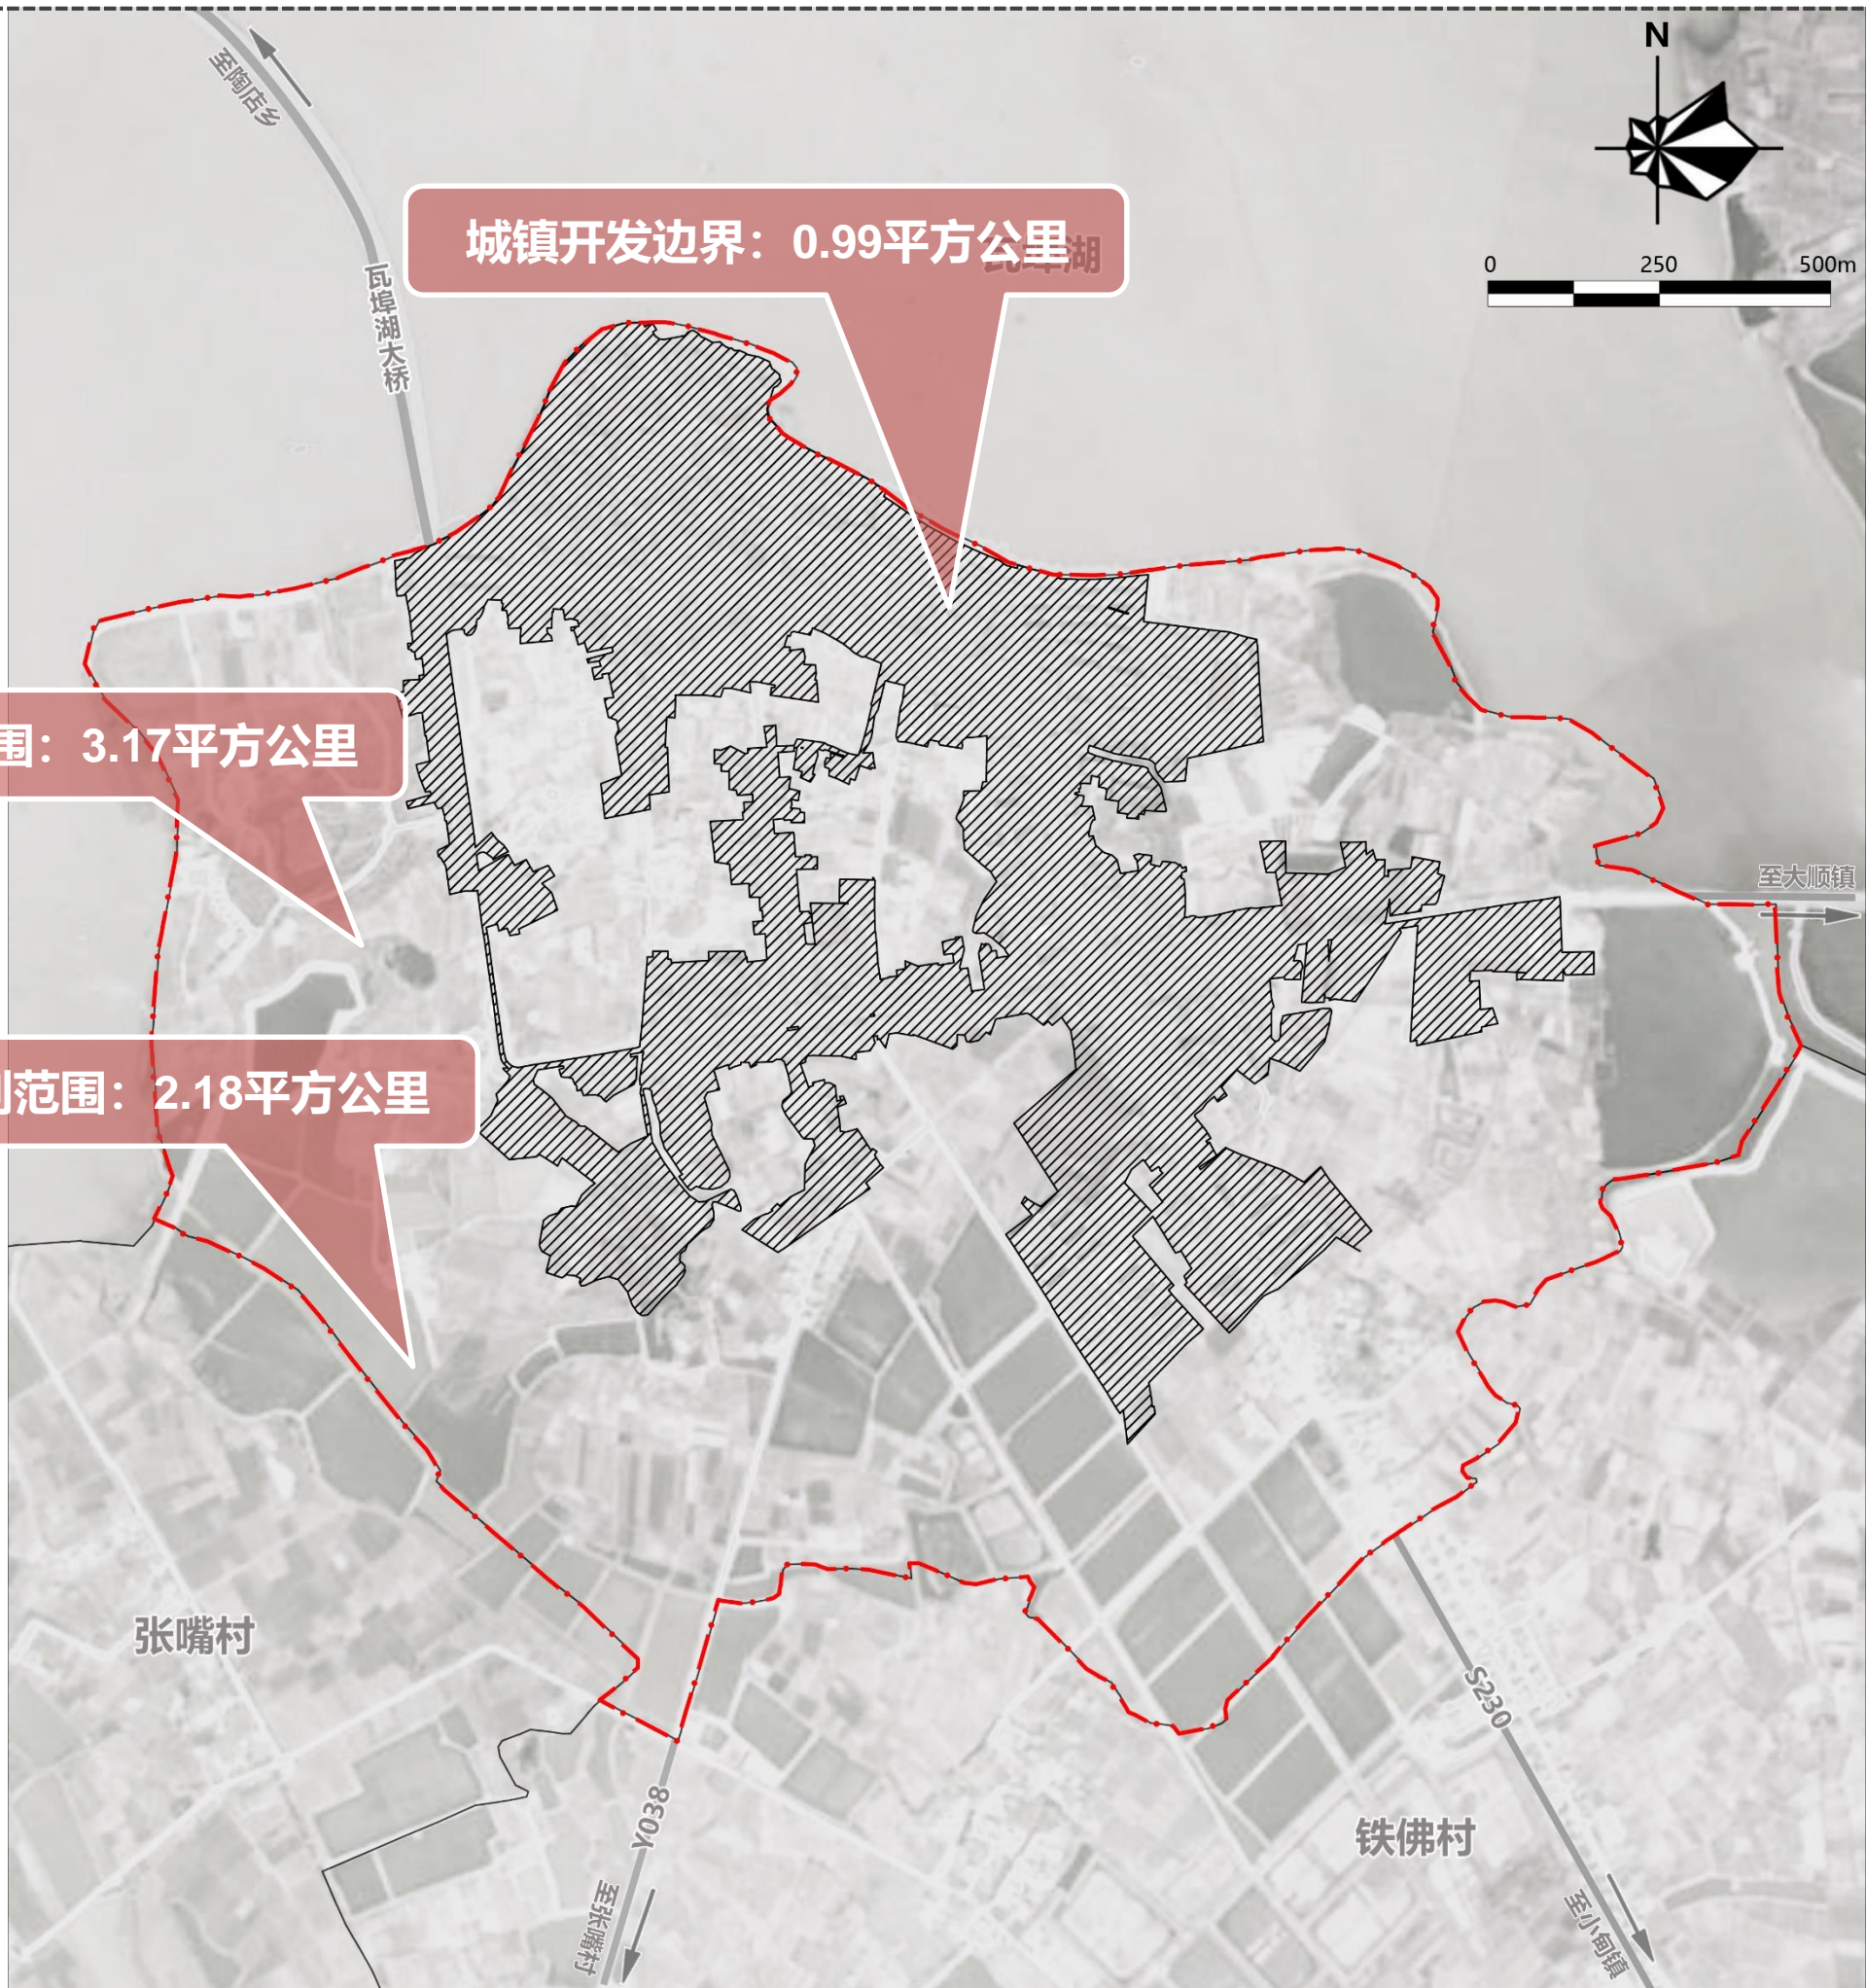 N
至陶店乡
城镇开发边界：0.99平方公里
瓦埠湖
0 250 500m
瓦埠湖大桥
围：3.17平方公里
至大顺镇
范围：2.18平方公里
张嘴村
S230
Y038
铁佛村
至张嘴村
至小甸镇